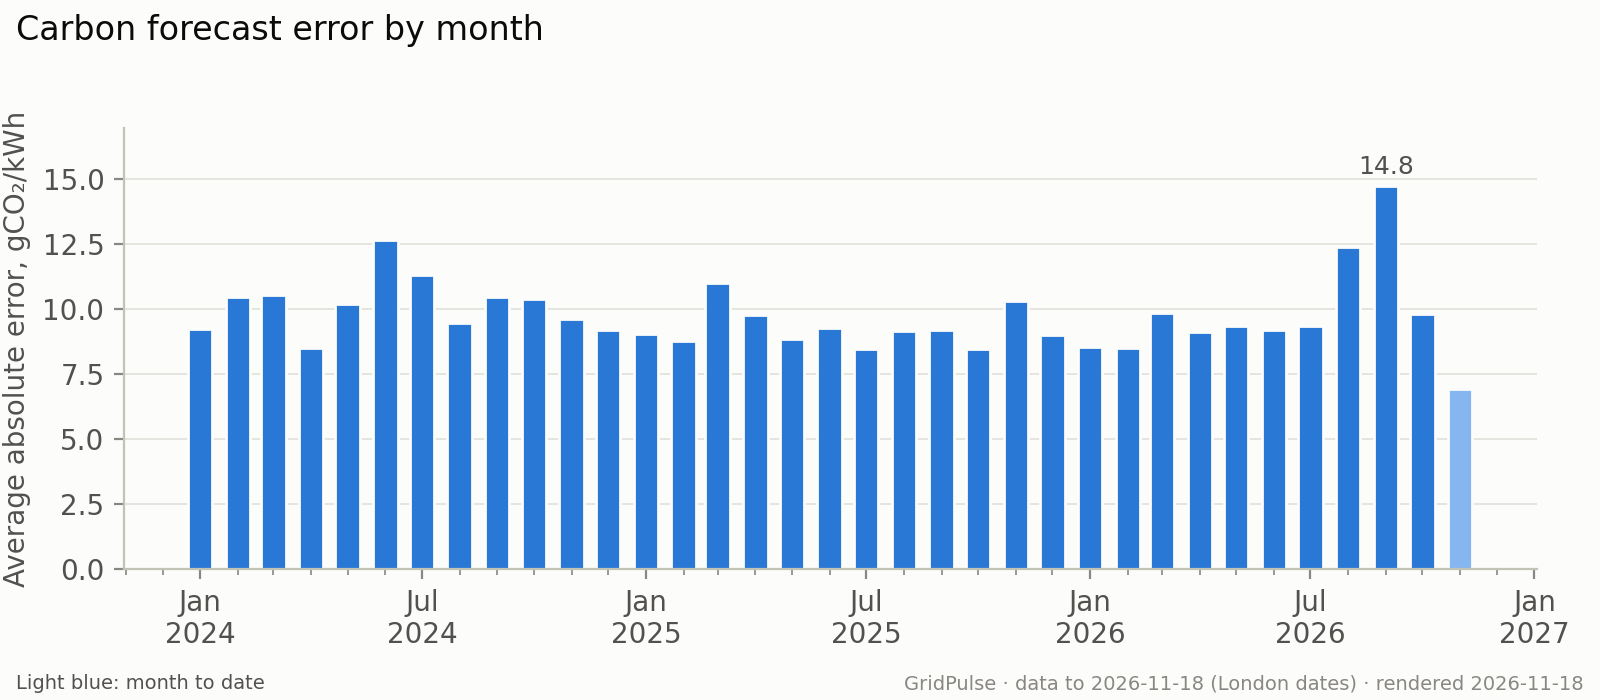 Carbon forecast error by month
Average absolute error, gCO₂/kWh
14.8
15.0
12.5
10.0
7.5
5.0
2.5
0.0
Jan 2024
Jul 2024
Jan 2025
Jul 2025
Jan 2026
Jul 2026
Jan 2027
Light blue: month to date
GridPulse · data to 2026-11-18 (London dates) · rendered 2026-11-18